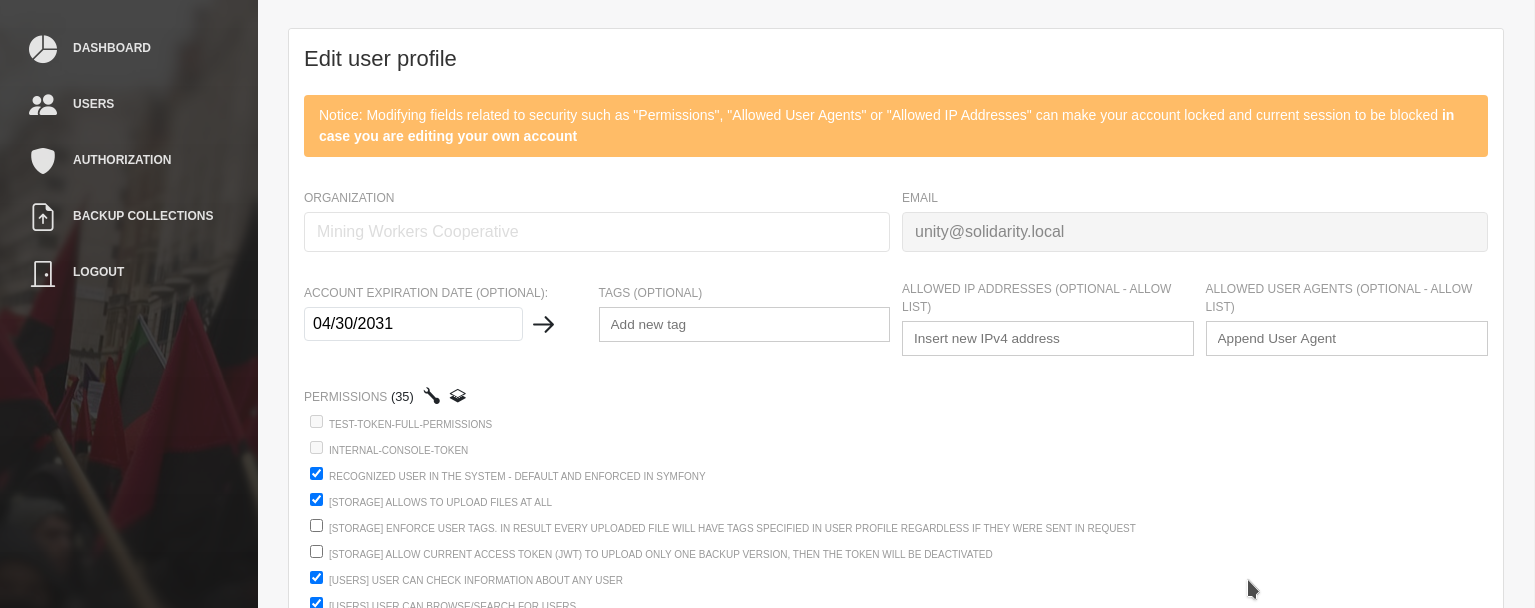 DASHBOARD
USERS
AUTHORIZATION
BACKUP COLLECTIONS
LOGOUT
Edit user profile
Notice: Modifying fields related to security such as "Permissions", "Allowed User Agents" or "Allowed IP Addresses" can make your account locked and current session to be blocked in
case you are editing your own account
ORGANIZATION
Mining Workers Cooperative
EMAIL
unity@solidarity.local
ACCOUNT EXPIRATION DATE (OPTIONAL):
04/30/2031
TAGS (OPTIONAL)
Add new tag
ALLOWED IP ADDRESSES (OPTIONAL - ALLOW
LIST)
Insert new IPv4 address
ALLOWED USER AGENTS (OPTIONAL - ALLOW
LIST)
Append User Agent
PERMISSIONS (35)
TEST-TOKEN-FULL-PERMISSIONS
INTERNAL-CONSOLE-TOKEN
RECOGNIZED USER IN THE SYSTEM - DEFAULT AND ENFORCED IN SYMFONY
[STORAGE] ALLOWS TO UPLOAD FILES AT ALL
[STORAGE] ENFORCE USER TAGS. IN RESULT EVERY UPLOADED FILE WILL HAVE TAGS SPECIFIED IN USER PROFILE REGARDLESS IF THEY WERE SENT IN REQUEST
[STORAGE] ALLOW CURRENT ACCESS TOKEN (JWT) TO UPLOAD ONLY ONE BACKUP VERSION, THEN THE TOKEN WILL BE DEACTIVATED
[USERS] USER CAN CHECK INFORMATION ABOUT ANY USER
[USERS] USER CAN BROWSE/SEARCH FOR USERS